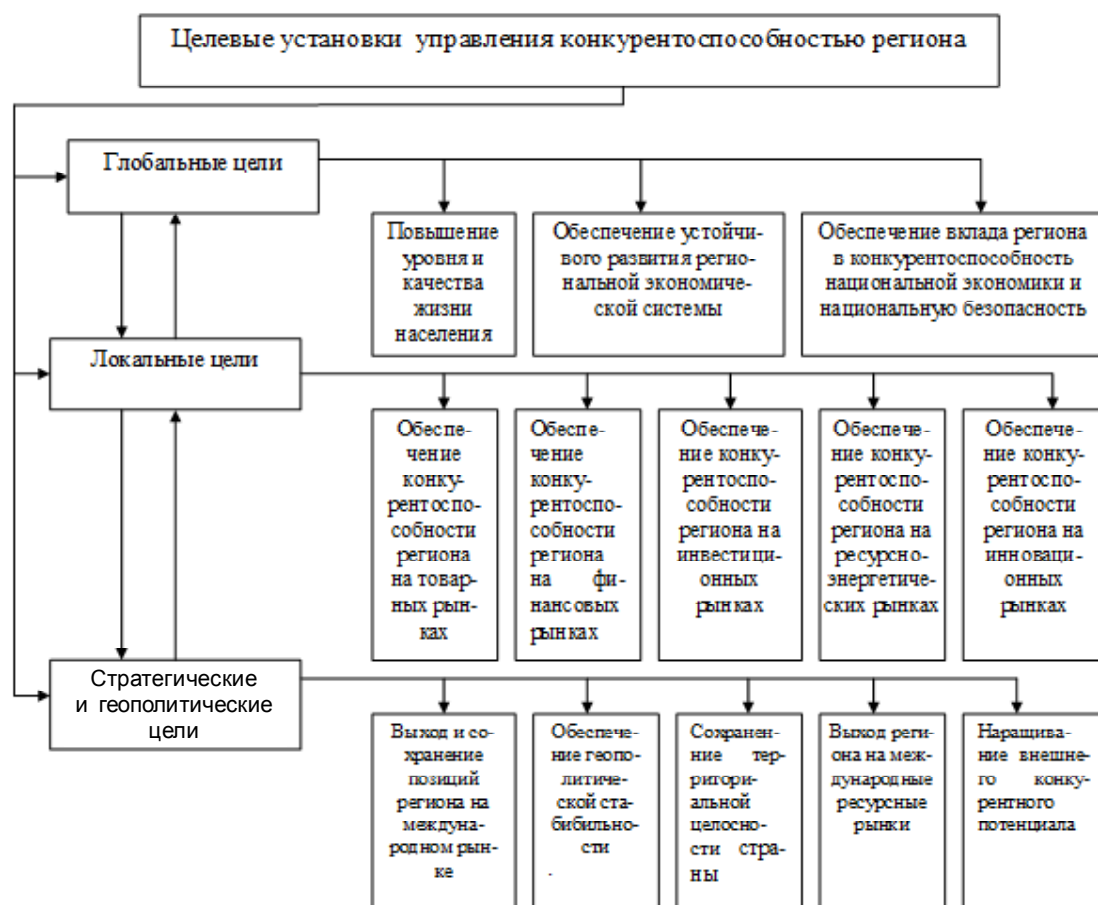 Целевые установки управления конкурентоспособностью региона
Глобальные цели
Повышение
уровня и
качества
жизни
населения
Обеспечение устойчи-
вого развития регио-
нальной экономиче-
ской системы
Обеспечение вклада региона
в конкурентоспособность
национальной экономики и
национальную безопасность
Локальные цели
Обеспе-
чение
конку-
рентоспо-
собности
региона
на товар-
ных рын-
ках
Обеспе-
чение
конку-
рентоспо-
собности
региона
на фи-
нансовых
рынках
Обеспече-
ние конку-
рентоспо-
собности
региона на
инвестици-
онных
рынках
Обеспече-
ние конку-
рентоспо-
собности
региона на
ресурсно-
энергетиче-
ских рынках
Обеспече-
ние конку-
рентоспо-
собности
региона на
инноваци-
онных
рынках
Стратегические
и геополитические
цели
Выход и со-
хранение
позиций
региона на
междуна-
родном рын-
ке
Обеспече-
ние геопо-
литиче-
ской ста-
бибильно-
сти
.
Сохранен-
ние тер-
ритори-
альной
целосно-
сти стра-
ны
Выход реги-
она на меж-
дународные
ресурсные
рынки
Наращива-
ние внешне-
го конку-
рентного
потенциала